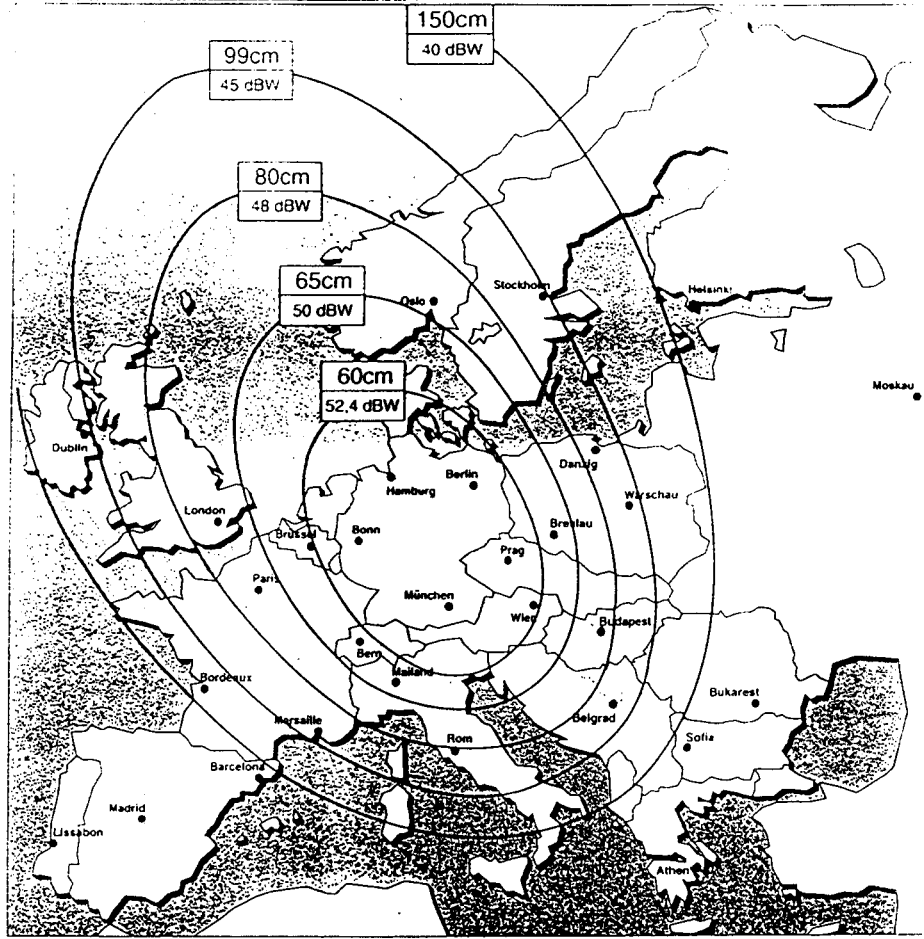 150cm
40 dBW
99cm
45 dBW
80cm
48 dBW
65cm
50 dBW
60cm
52,4 dBW
Oslo
Stockholm
Helsinki
Moskau
Dublin
Hamburg
Berlin
Danzig
Warschau
London
Brüssel
Bonn
Breslau
Prag
Paris
München
Wien
Budapest
Bern
Mailand
Bordeaux
Belgrad
Bukarest
Marsaille
Rom
Sofia
Barcelona
Madrid
Lissabon
Athen